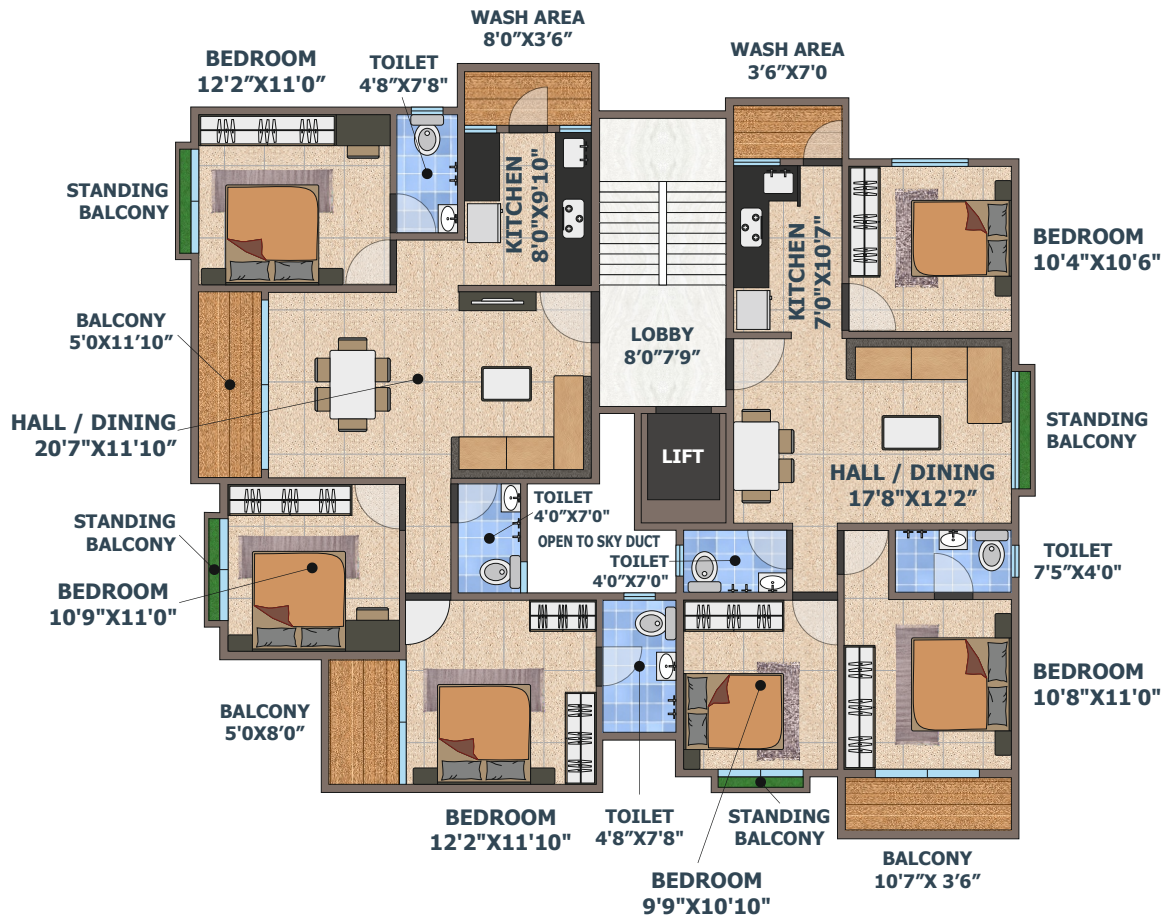 WASH AREA
8'0”X3’6”
WASH AREA
3'6”X7'0
BEDROOM
12'2”X11'0”
TOILET
4'8”X7'8"
STANDING
BALCONY
KITCHEN
8'0"X9'10"
KITCHEN
7'0"X10'7"
BEDROOM
10'4"X10'6"
BALCONY
5'0X11’10”
LOBBY
8'0”7’9”
HALL / DINING
20'7"X11’10”
STANDING
BALCONY
LIFT
HALL / DINING
17'8"X12’2”
STANDING
BALCONY
TOILET
4'0”X7'0"
OPEN TO SKY DUCT
TOILET
4'0”X7'0"
TOILET
7'5”X4'0"
BEDROOM
10'9"X11'0"
BEDROOM
10'8"X11'0"
BALCONY
5'0X8’0”
BEDROOM
12'2"X11'10"
TOILET
4'8”X7'8"
STANDING
BALCONY
BEDROOM
9'9"X10'10"
BALCONY
10'7”X 3’6”